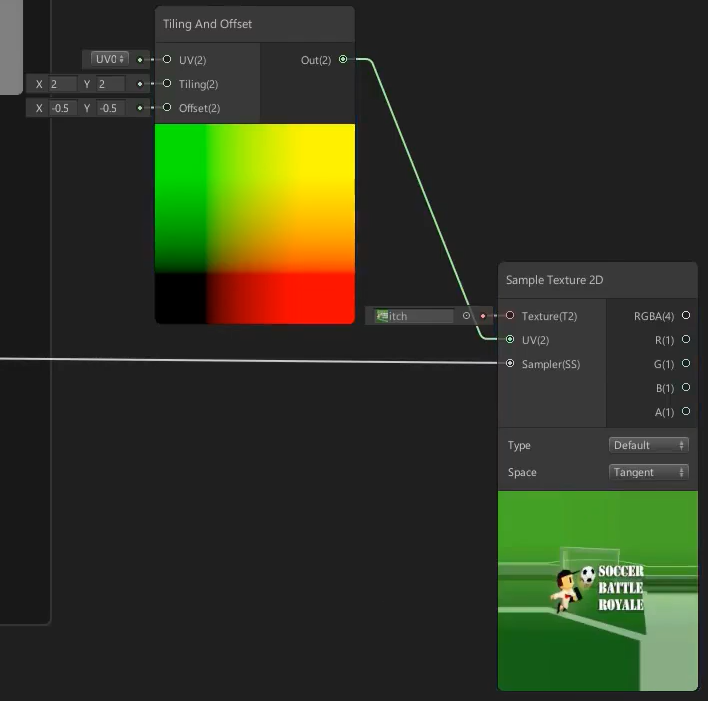 Tiling And Offset
UV0
UV(2)
Out(2)
X 2 Y 2
Tiling(2)
X -0.5 Y -0.5
Offset(2)
Sample Texture 2D
itch
Texture(T2)
RGBA(4)
UV(2)
R(1)
Sampler(SS)
G(1)
B(1)
A(1)
Type
Default
Space
Tangent
SOCCER
BATTLE
ROYALE